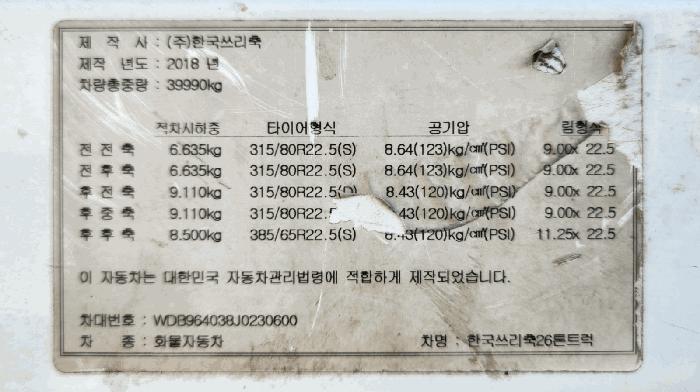 제 작 사 : (주)한국쓰리축
제작 년도 : 2018 년
차량총중량 : 39990kg
적차시하중 타이어형식 공기압 림형식
전 전 축 6.635kg 315/80R22.5(S) 8.64(123)kg/㎠(PSI) 9.00x 22.5
전 후 축 6.635kg 315/80R22.5(S) 8.64(123)kg/㎠(PSI) 9.00x 22.5
후 전 축 9.110kg 315/80R22.5(D) 8.43(120)kg/㎠(PSI) 9.00x 22.5
후 중 축 9.110kg 315/80R22.5 .43(120)kg/㎠(PSI) 9.00x 22.5
후 후 축 8.500kg 385/65R22.5(S) 8.43(120)kg/㎠(PSI) 11.25x 22.5
이 자동차는 대한민국 자동차관리법령에 적합하게 제작되었습니다.
차대번호 : WDB964038J0230600
차 종 : 화물자동차 차명 : 한국쓰리축26톤트럭